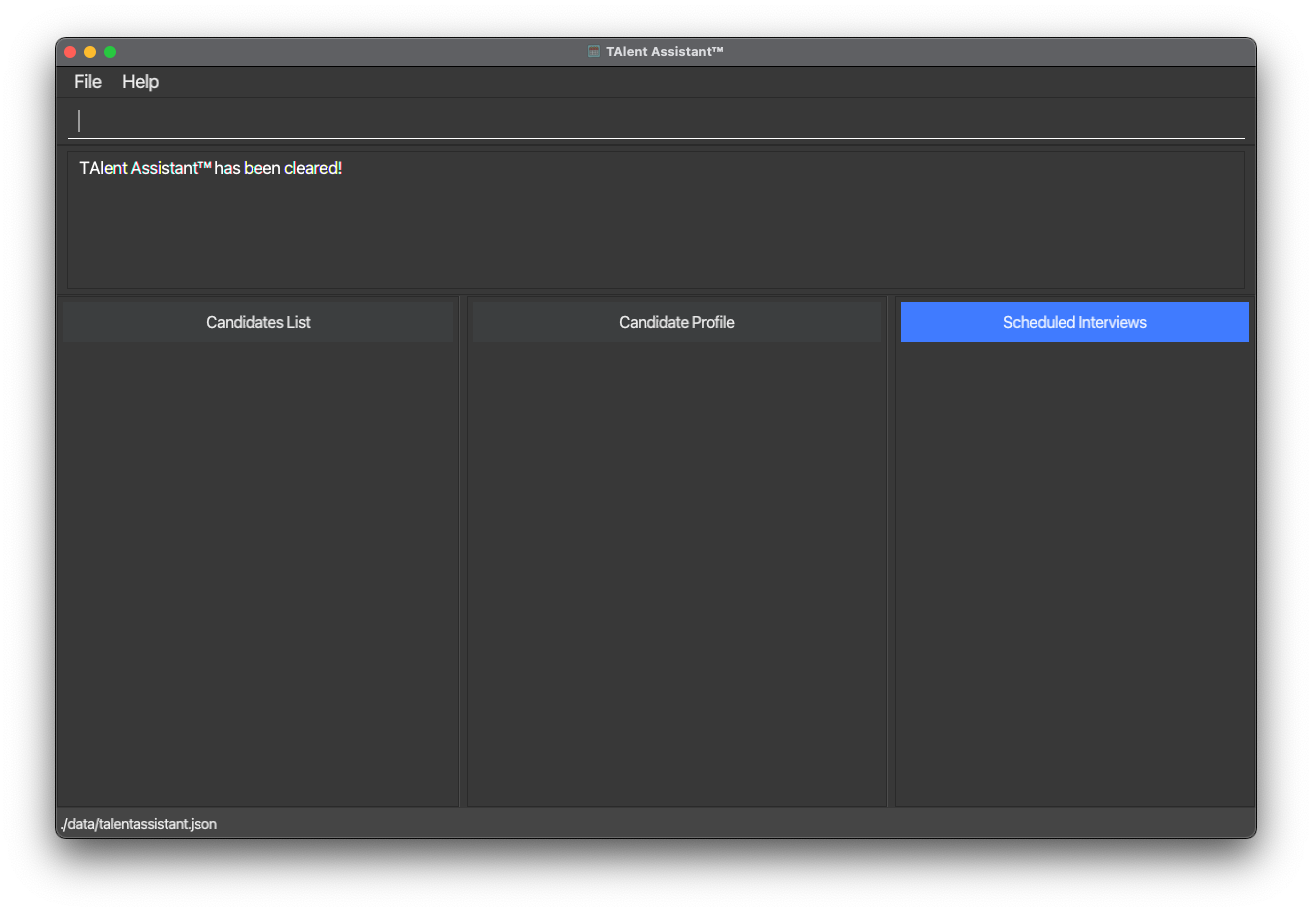 TAlent Assistant™
File Help
TAlent Assistant™ has been cleared!
Candidates List
Candidate Profile
Scheduled Interviews
./data/talentassistant.json